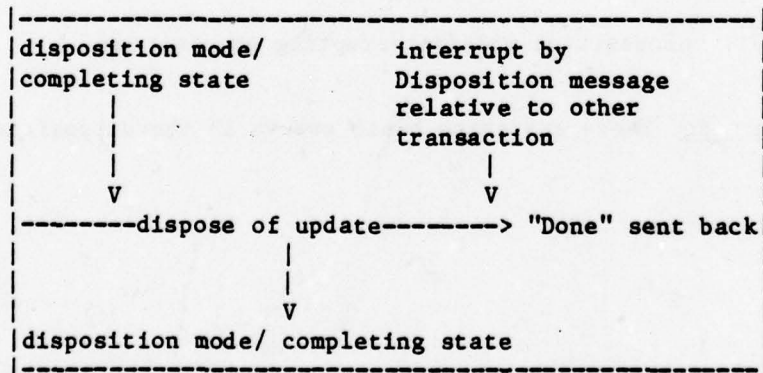 |-----------------------------------------------------|
|disposition mode/          interrupt by
|completing state           Disposition message
|      |                    relative to other
|      |                    transaction
|      |                         |
|      V                         V
|--------dispose of update--------> "Done" sent back|
|                  |
|                  |
|                  V
|disposition mode/ completing state
|-----------------------------------------------------|